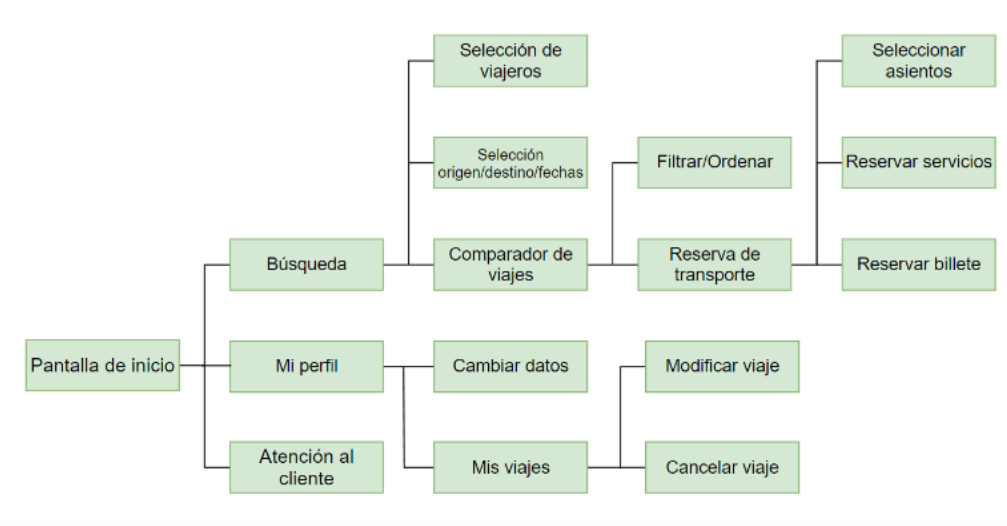 Selección de
viajeros
Seleccionar
asientos
Selección
origen/destino/fechas
Filtrar/Ordenar
Reservar servicios
Búsqueda
Comparador de
viajes
Reserva de
transporte
Reservar billete
Pantalla de inicio
Mi perfil
Cambiar datos
Modificar viaje
Atención al
cliente
Mis viajes
Cancelar viaje